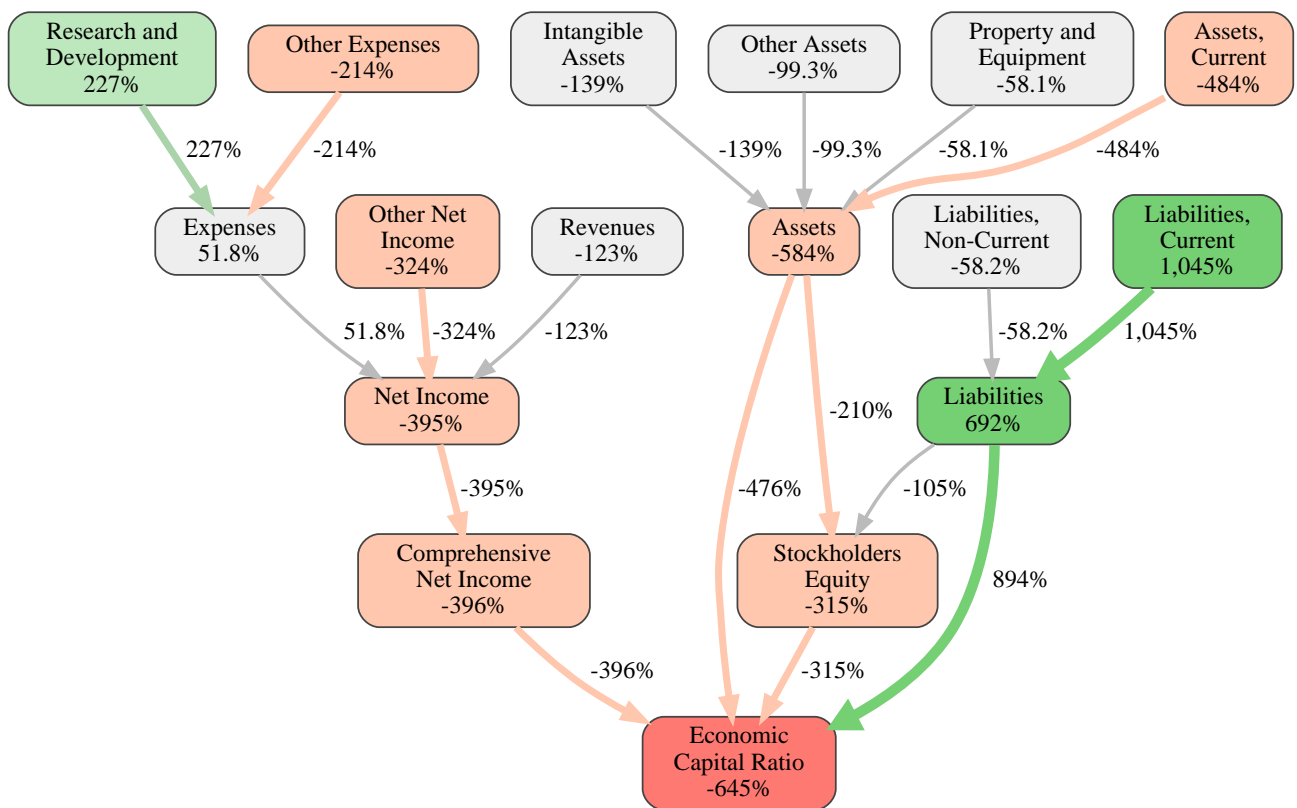 Research and
Development
227%
Other Expenses
-214%
Intangible
Assets
-139%
Other Assets
-99.3%
Property and
Equipment
-58.1%
Assets,
Current
-484%
227%
-214%
-139%
-99.3%
-58.1%
-484%
Expenses
51.8%
Other Net
Income
-324%
Revenues
-123%
Assets
-584%
Liabilities,
Non-Current
-58.2%
Liabilities,
Current
1,045%
51.8%
-324%
-123%
-58.2%
1,045%
Net Income
-395%
-210%
Liabilities
692%
-395%
-476%
-105%
Comprehensive
Net Income
-396%
Stockholders
Equity
-315%
894%
-396%
-315%
Economic
Capital Ratio
-645%